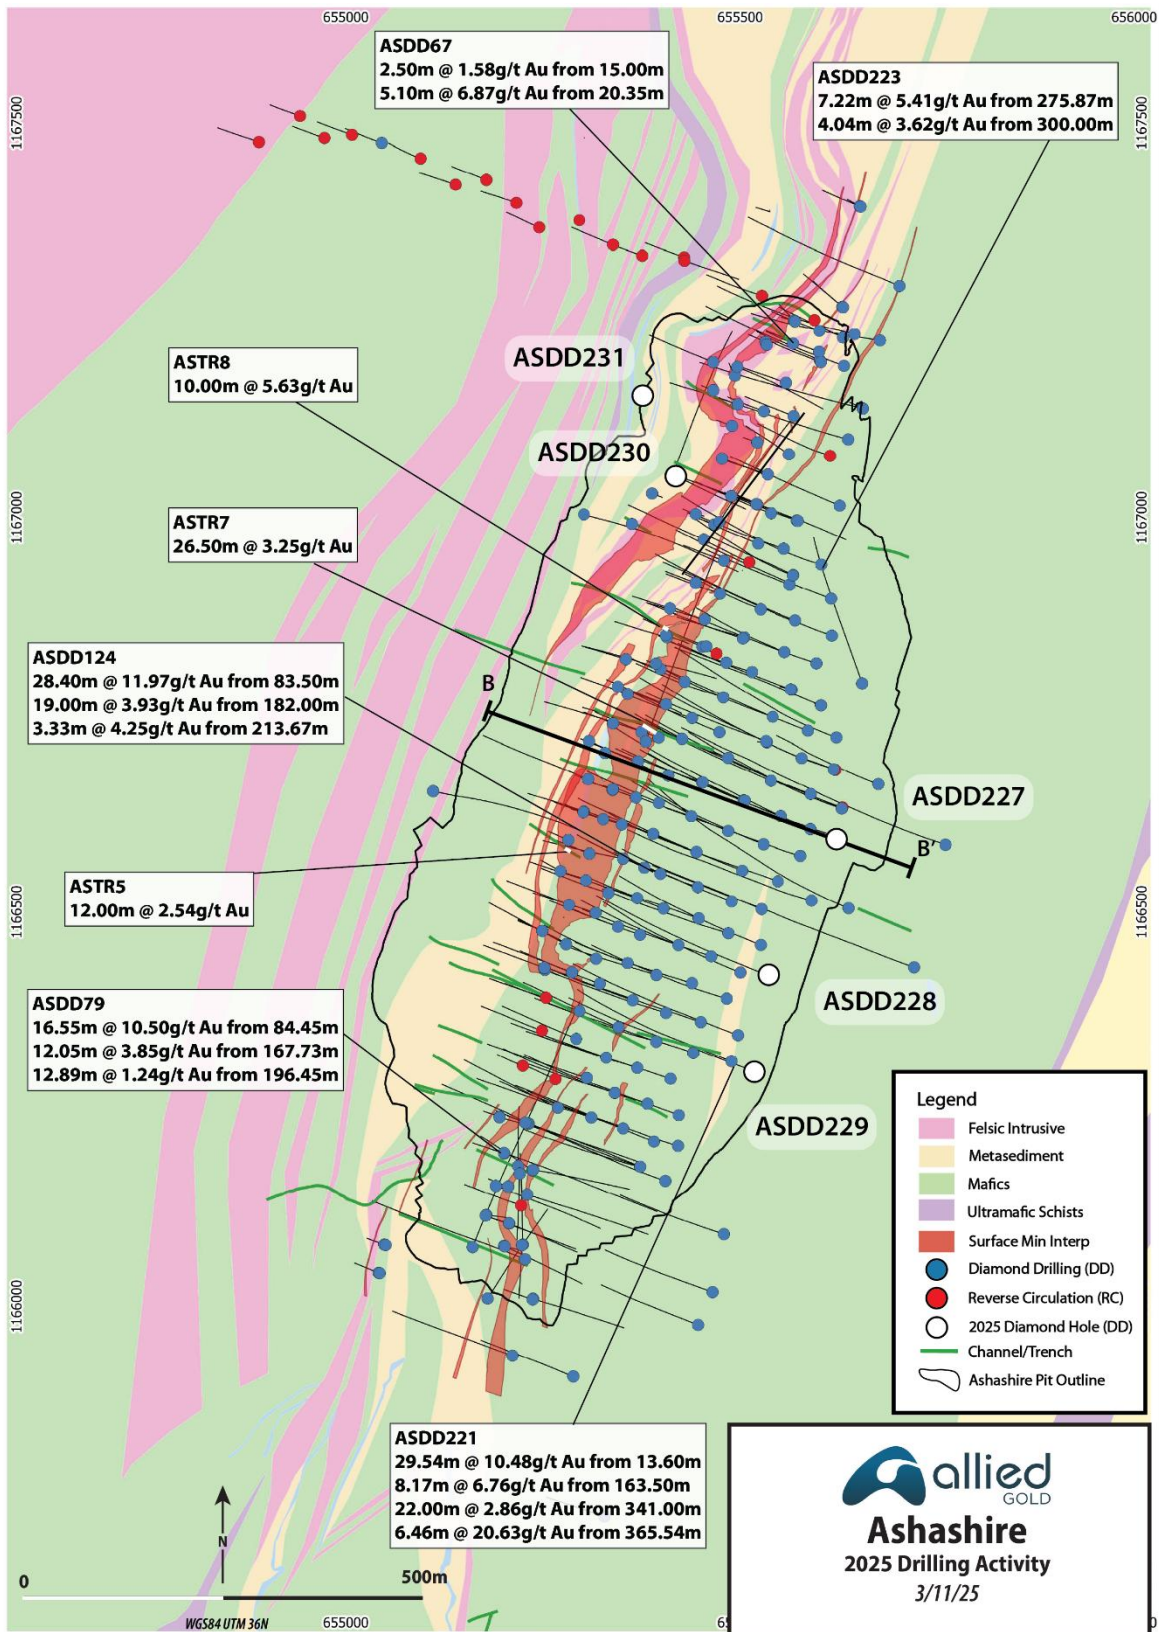 655000
655500
656000
ASDD67
2.50m @ 1.58g/t Au from 15.00m
5.10m @ 6.87g/t Au from 20.35m
ASDD223
7.22m @ 5.41g/t Au from 275.87m
4.04m @ 3.62g/t Au from 300.00m
1167500
1167500
ASDD231
ASTR8
10.00m @ 5.63g/t Au
ASDD230
1167000
1167000
ASTR7
26.50m @ 3.25g/t Au
ASDD124
28.40m @ 11.97g/t Au from 83.50m
19.00m @ 3.93g/t Au from 182.00m
3.33m @ 4.25g/t Au from 213.67m
B
ASDD227
B'
ASTR5
12.00m @ 2.54g/t Au
1166500
1166500
ASDD228
ASDD79
16.55m @ 10.50g/t Au from 84.45m
12.05m @ 3.85g/t Au from 167.73m
12.89m @ 1.24g/t Au from 196.45m
ASDD229
Legend
Felsic Intrusive
Metasediment
Mafics
Ultramafic Schists
Surface Min Interp
Diamond Drilling (DD)
Reverse Circulation (RC)
2025 Diamond Hole (DD)
Channel/Trench
Ashashire Pit Outline
1166000
ASDD221
29.54m @ 10.48g/t Au from 13.60m
8.17m @ 6.76g/t Au from 163.50m
22.00m @ 2.86g/t Au from 341.00m
6.46m @ 20.63g/t Au from 365.54m
allied
GOLD
Ashashire
2025 Drilling Activity
3/11/25
N
0
500m
WGS84 UTM 36N
655000